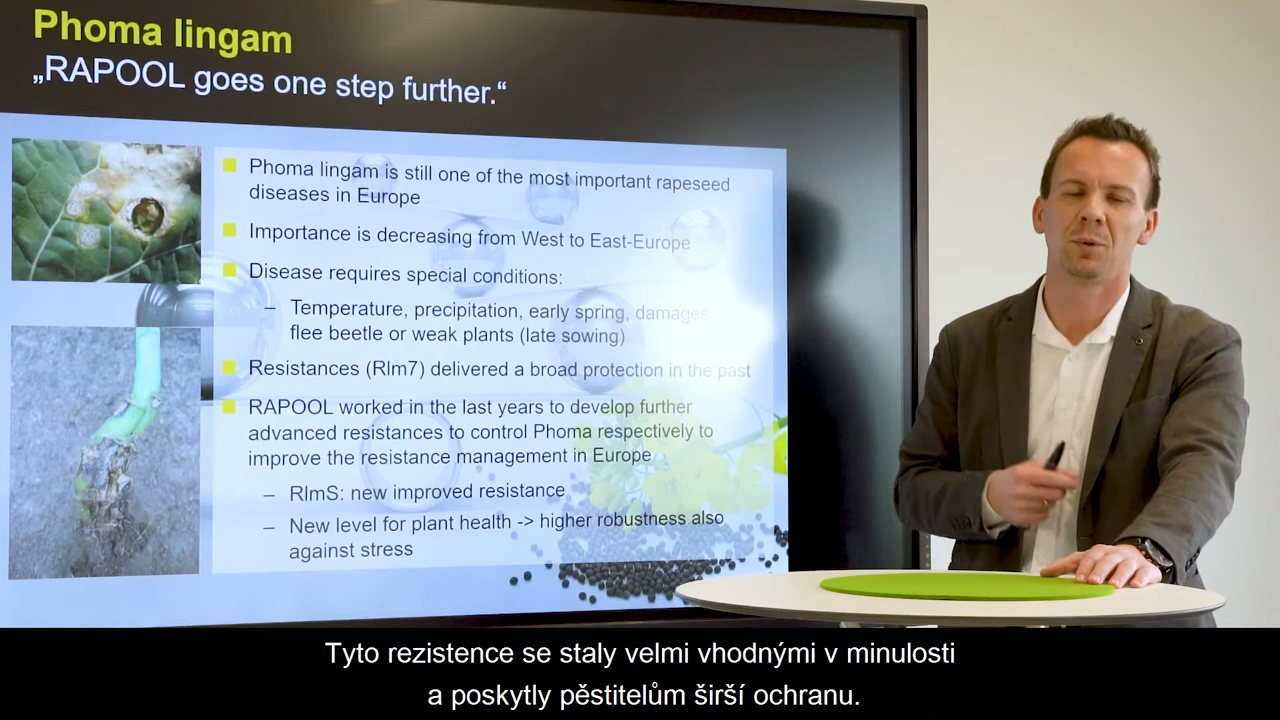 Phoma lingam
„RAPOOL goes one step further.“
Phoma lingam is still one of the most important rapeseed
diseases in Europe
Importance is decreasing from West to East-Europe
Disease requires special conditions:
– Temperature, precipitation, early spring, damages
flee beetle or weak plants (late sowing)
Resistances (Rlm7) delivered a broad protection in the past
RAPOOL worked in the last years to develop further
advanced resistances to control Phoma respectively to
improve the resistance management in Europe
– RlmS: new improved resistance
– New level for plant health -> higher robustness also
against stress
Tyto rezistence se staly velmi vhodnými v minulosti
a poskytly pěstitelům širší ochranu.